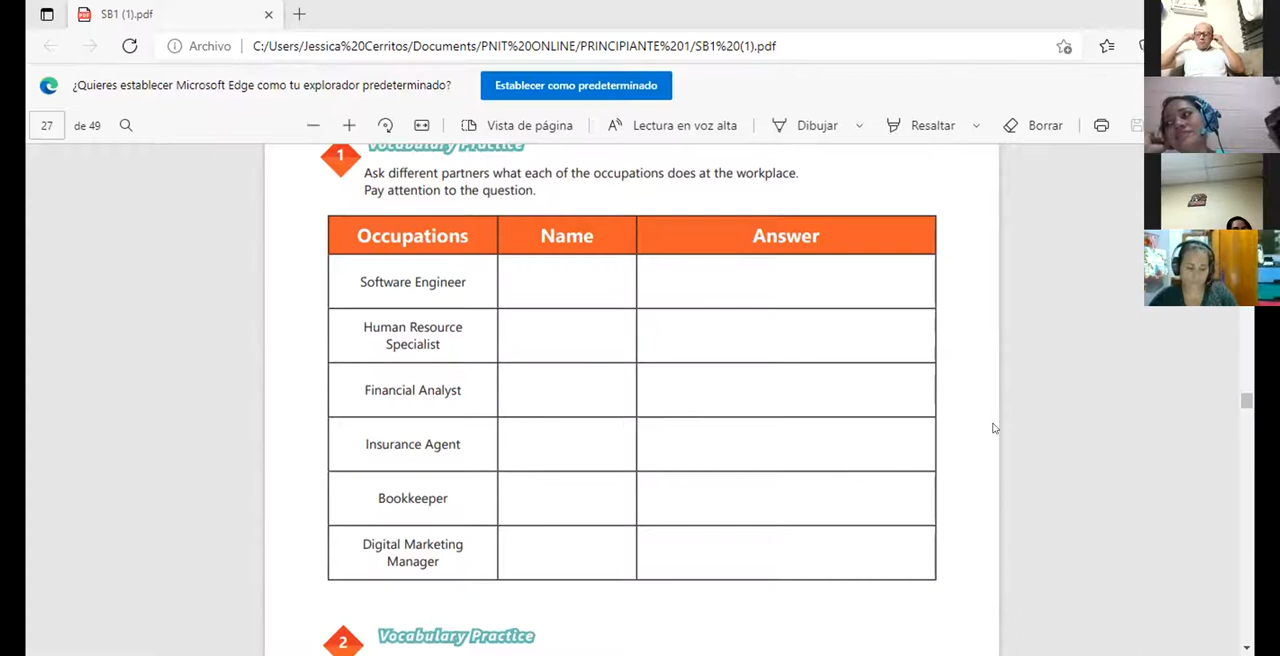 SB1 (1).pdf
Archivo
C:/Users/Jessica%20Cerritos/Documents/PNIT%20ONLINE/PRINCIPIANTE%201/SB1%20(1).pdf
¿Quieres establecer Microsoft Edge como tu explorador predeterminado?
Establecer como predeterminado
27 de 49
Vista de página
Lectura en voz alta
Dibujar
Resaltar
Borrar
1 Vocabulary Practice
Ask different partners what each of the occupations does at the workplace.
Pay attention to the question.
Occupations Name Answer
Software Engineer
Human Resource
Specialist
Financial Analyst
Insurance Agent
Bookkeeper
Digital Marketing
Manager
2 Vocabulary Practice